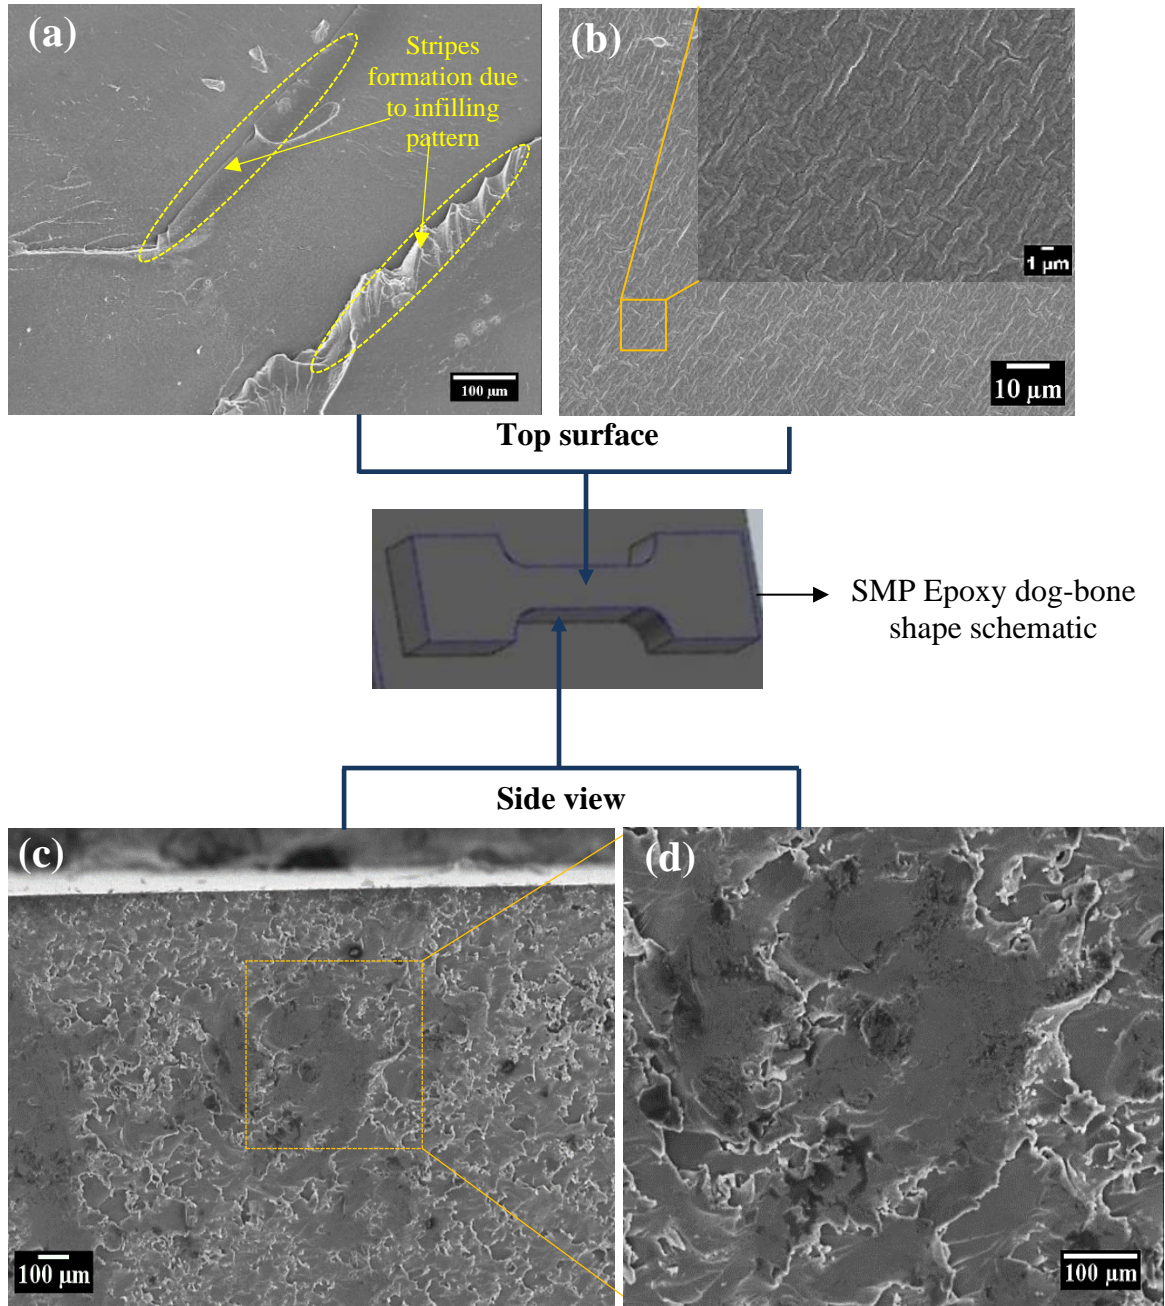 (a)
Stripes
formation due
to infilling
pattern
100 µm
(b)
1 µm
10 µm
Top surface
SMP Epoxy dog-bone
shape schematic
Side view
(c)
100 µm
(d)
100 µm